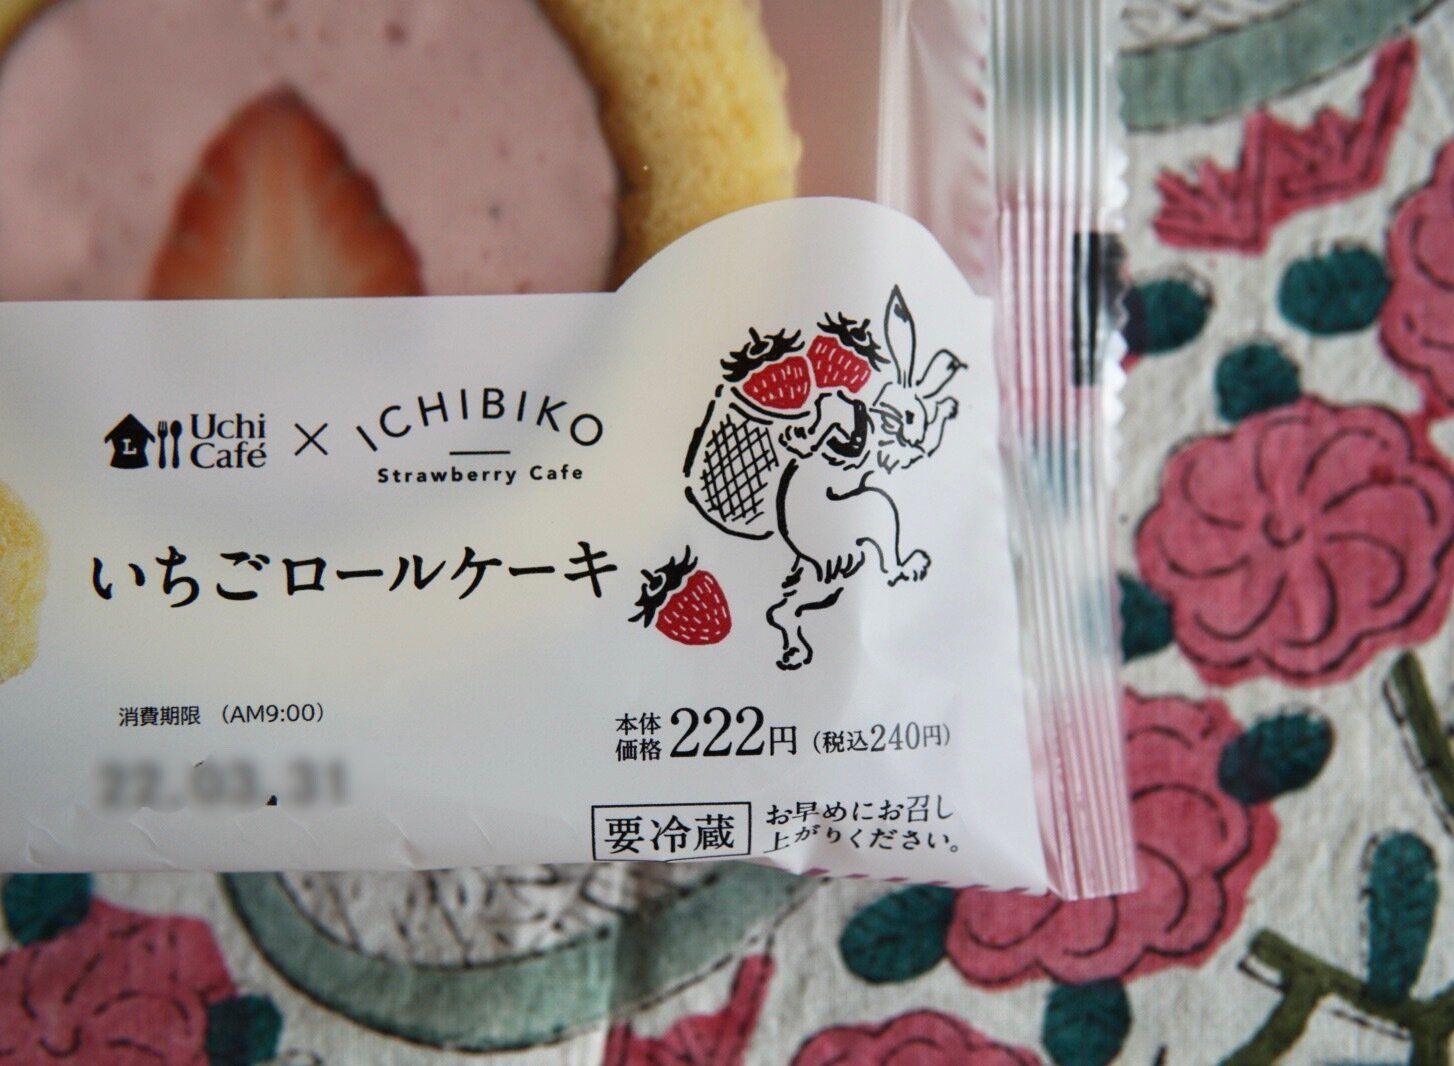 Uchi Café × ICHIBIKO
Strawberry Cafe
いちごロールケーキ
消費期限 (AM9:00)
本体価格 222円 (税込240円)
要冷蔵
お早めにお召し
上がりください。